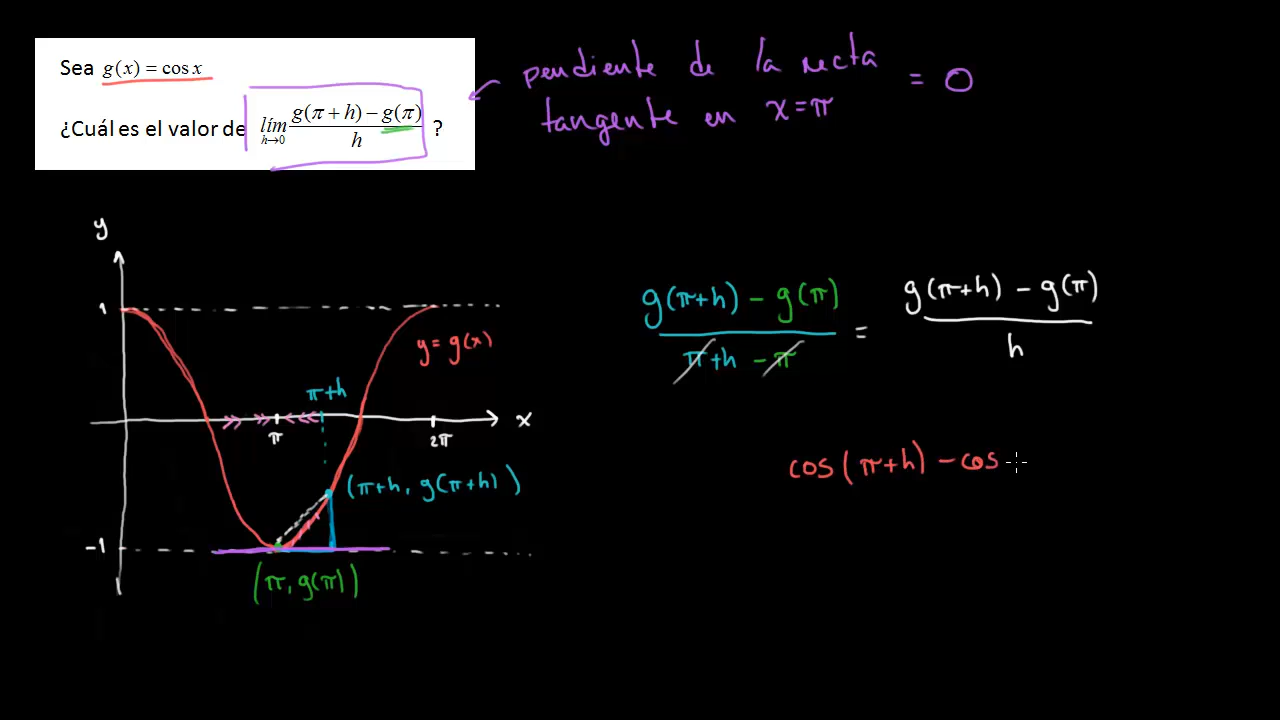 Sea g(x) = cos x
¿Cuál es el valor de lím h→0 g(π + h) − g(π) / h ?
pendiente de la recta
tangente en x = π
= 0
y
1
y = g(x)
π+h
x
π
2π
(π+h, g(π+h))
-1
(π, g(π))
g(π+h) − g(π) / π+h − π = g(π+h) − g(π) / h
cos(π+h) − cos